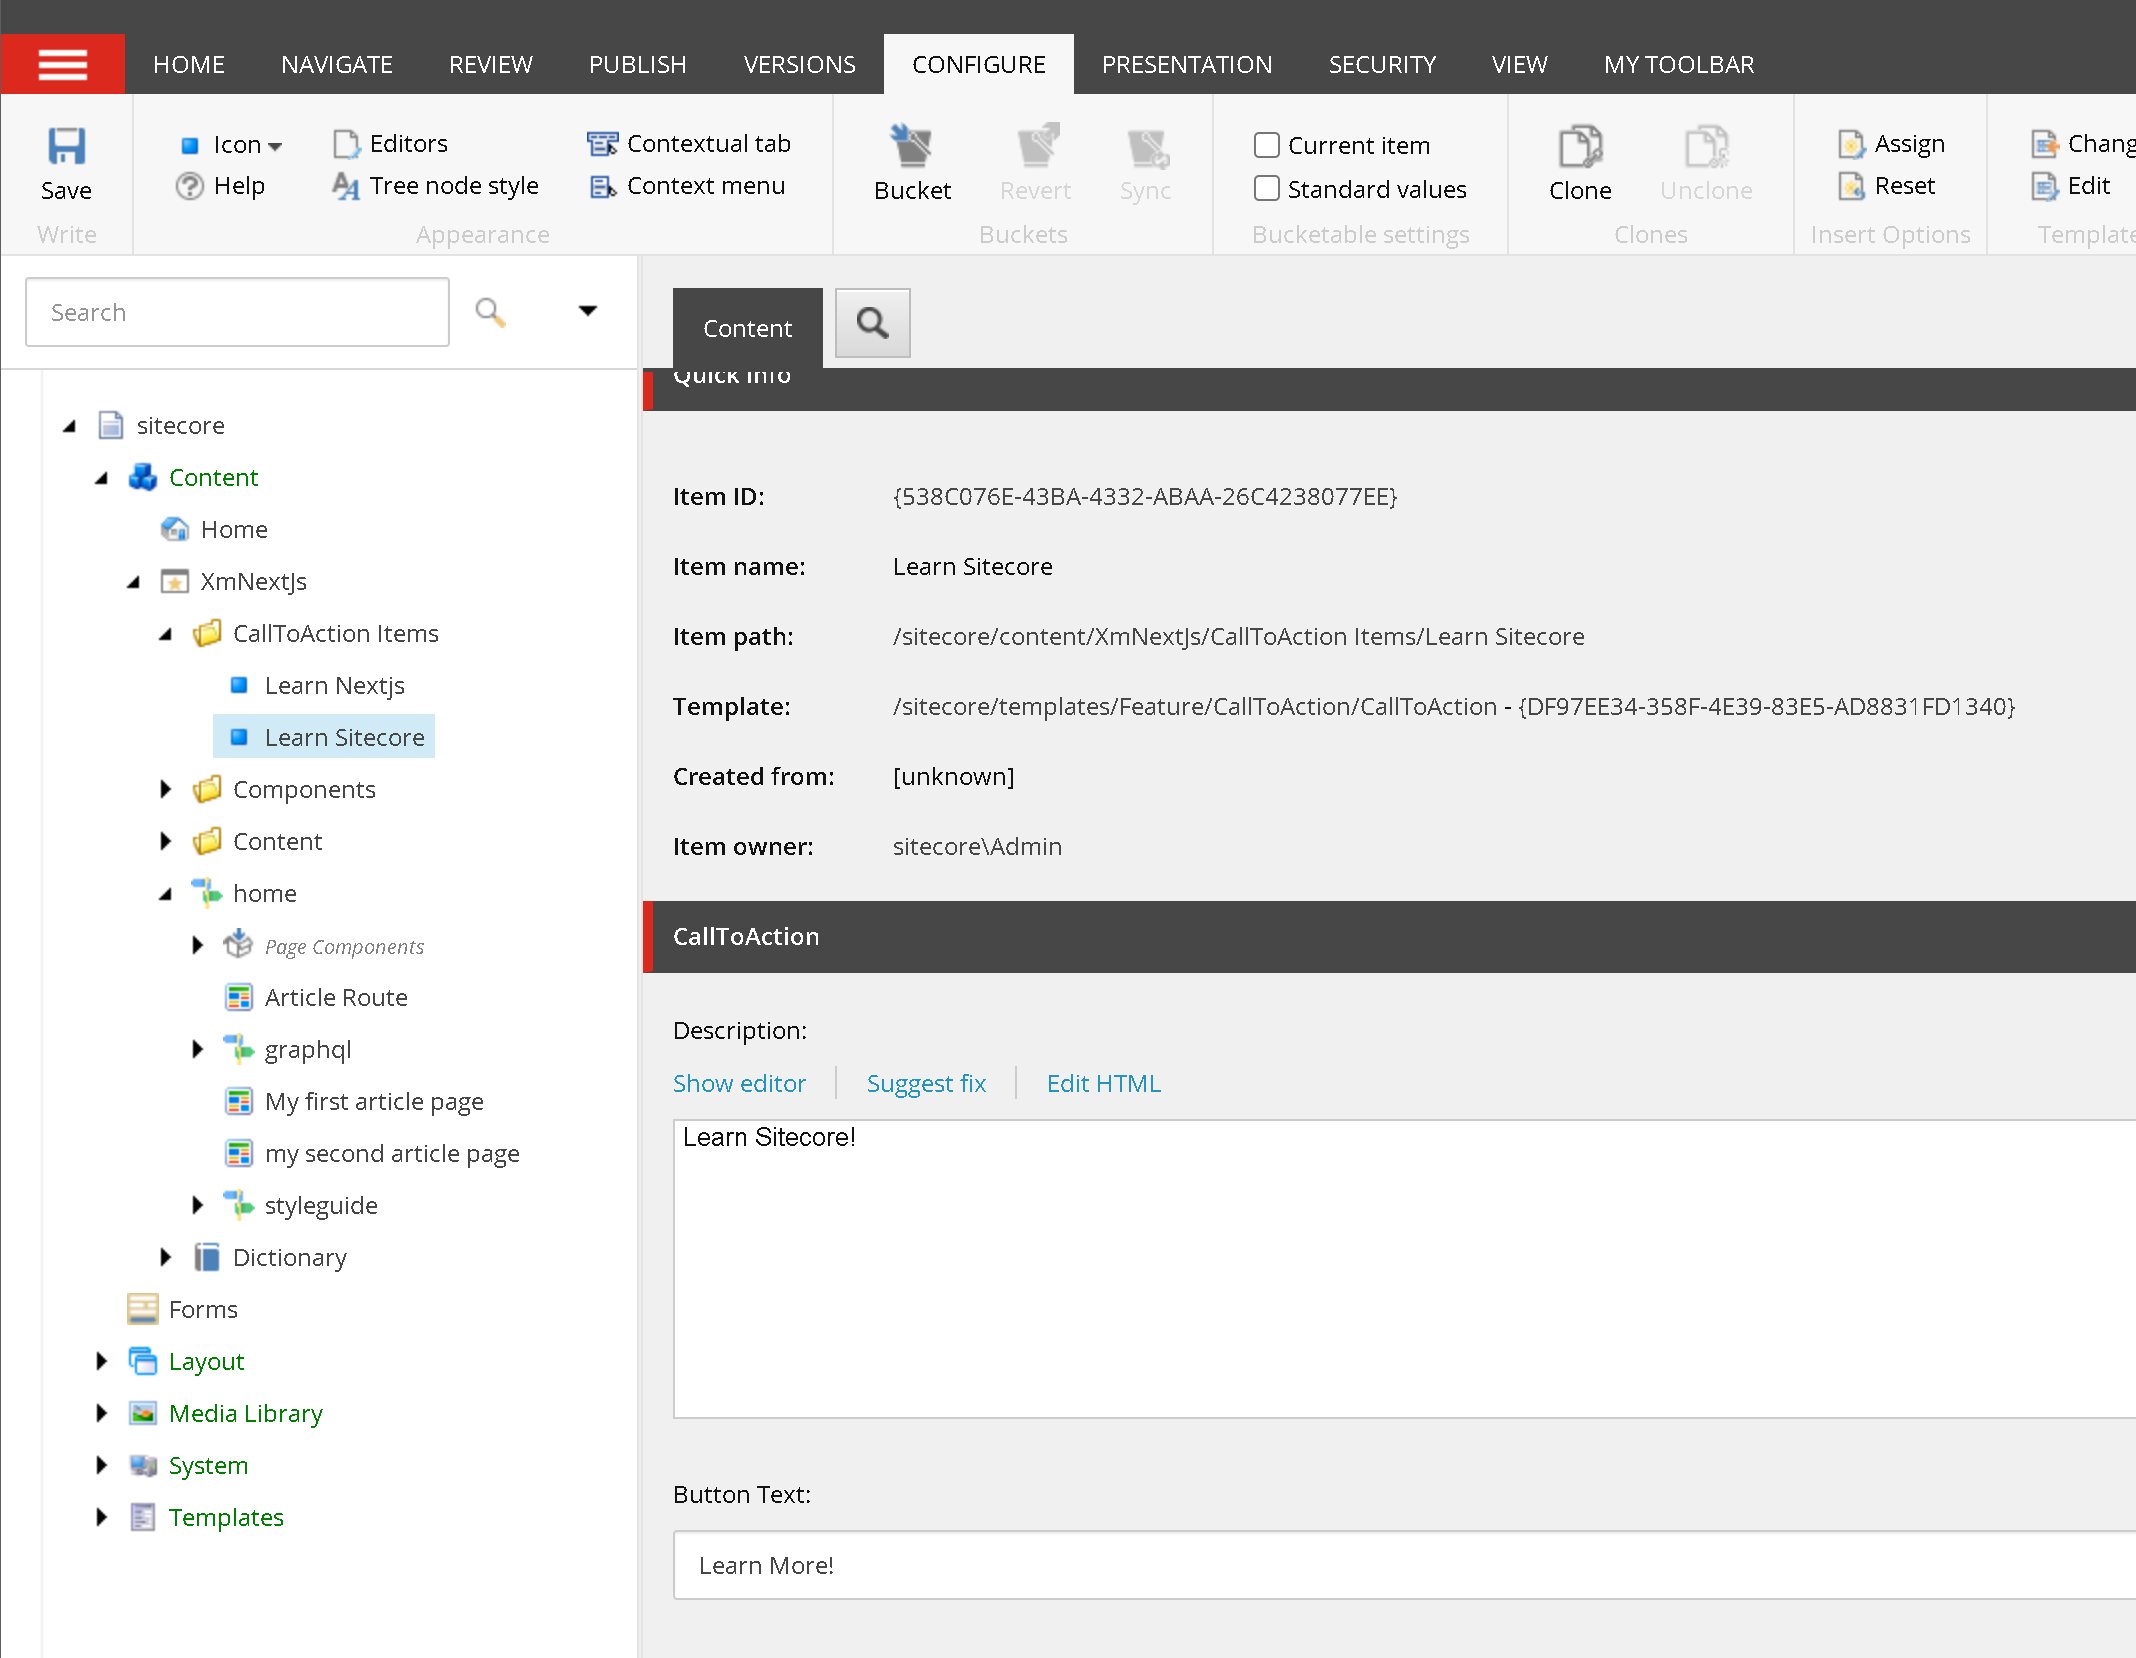 HOME NAVIGATE REVIEW PUBLISH VERSIONS CONFIGURE PRESENTATION SECURITY VIEW MY TOOLBAR
Save
Write
Icon Editors Contextual tab
Help Tree node style Context menu
Appearance
Bucket Revert Sync
Buckets
Current item
Standard values
Bucketable settings
Clone Unclone
Clones
Assign
Reset
Insert Options
Chang
Edit
Template
Search
sitecore
Content
Home
XmNextJs
CallToAction Items
Learn Nextjs
Learn Sitecore
Components
Content
home
Page Components
Article Route
graphql
My first article page
my second article page
styleguide
Dictionary
Forms
Layout
Media Library
System
Templates
Content
Quick Info
Item ID: {538C076E-43BA-4332-ABAA-26C4238077EE}
Item name: Learn Sitecore
Item path: /sitecore/content/XmNextJs/CallToAction Items/Learn Sitecore
Template: /sitecore/templates/Feature/CallToAction/CallToAction - {DF97EE34-358F-4E39-83E5-AD8831FD1340}
Created from: [unknown]
Item owner: sitecore\Admin
CallToAction
Description:
Show editor Suggest fix Edit HTML
Learn Sitecore!
Button Text:
Learn More!